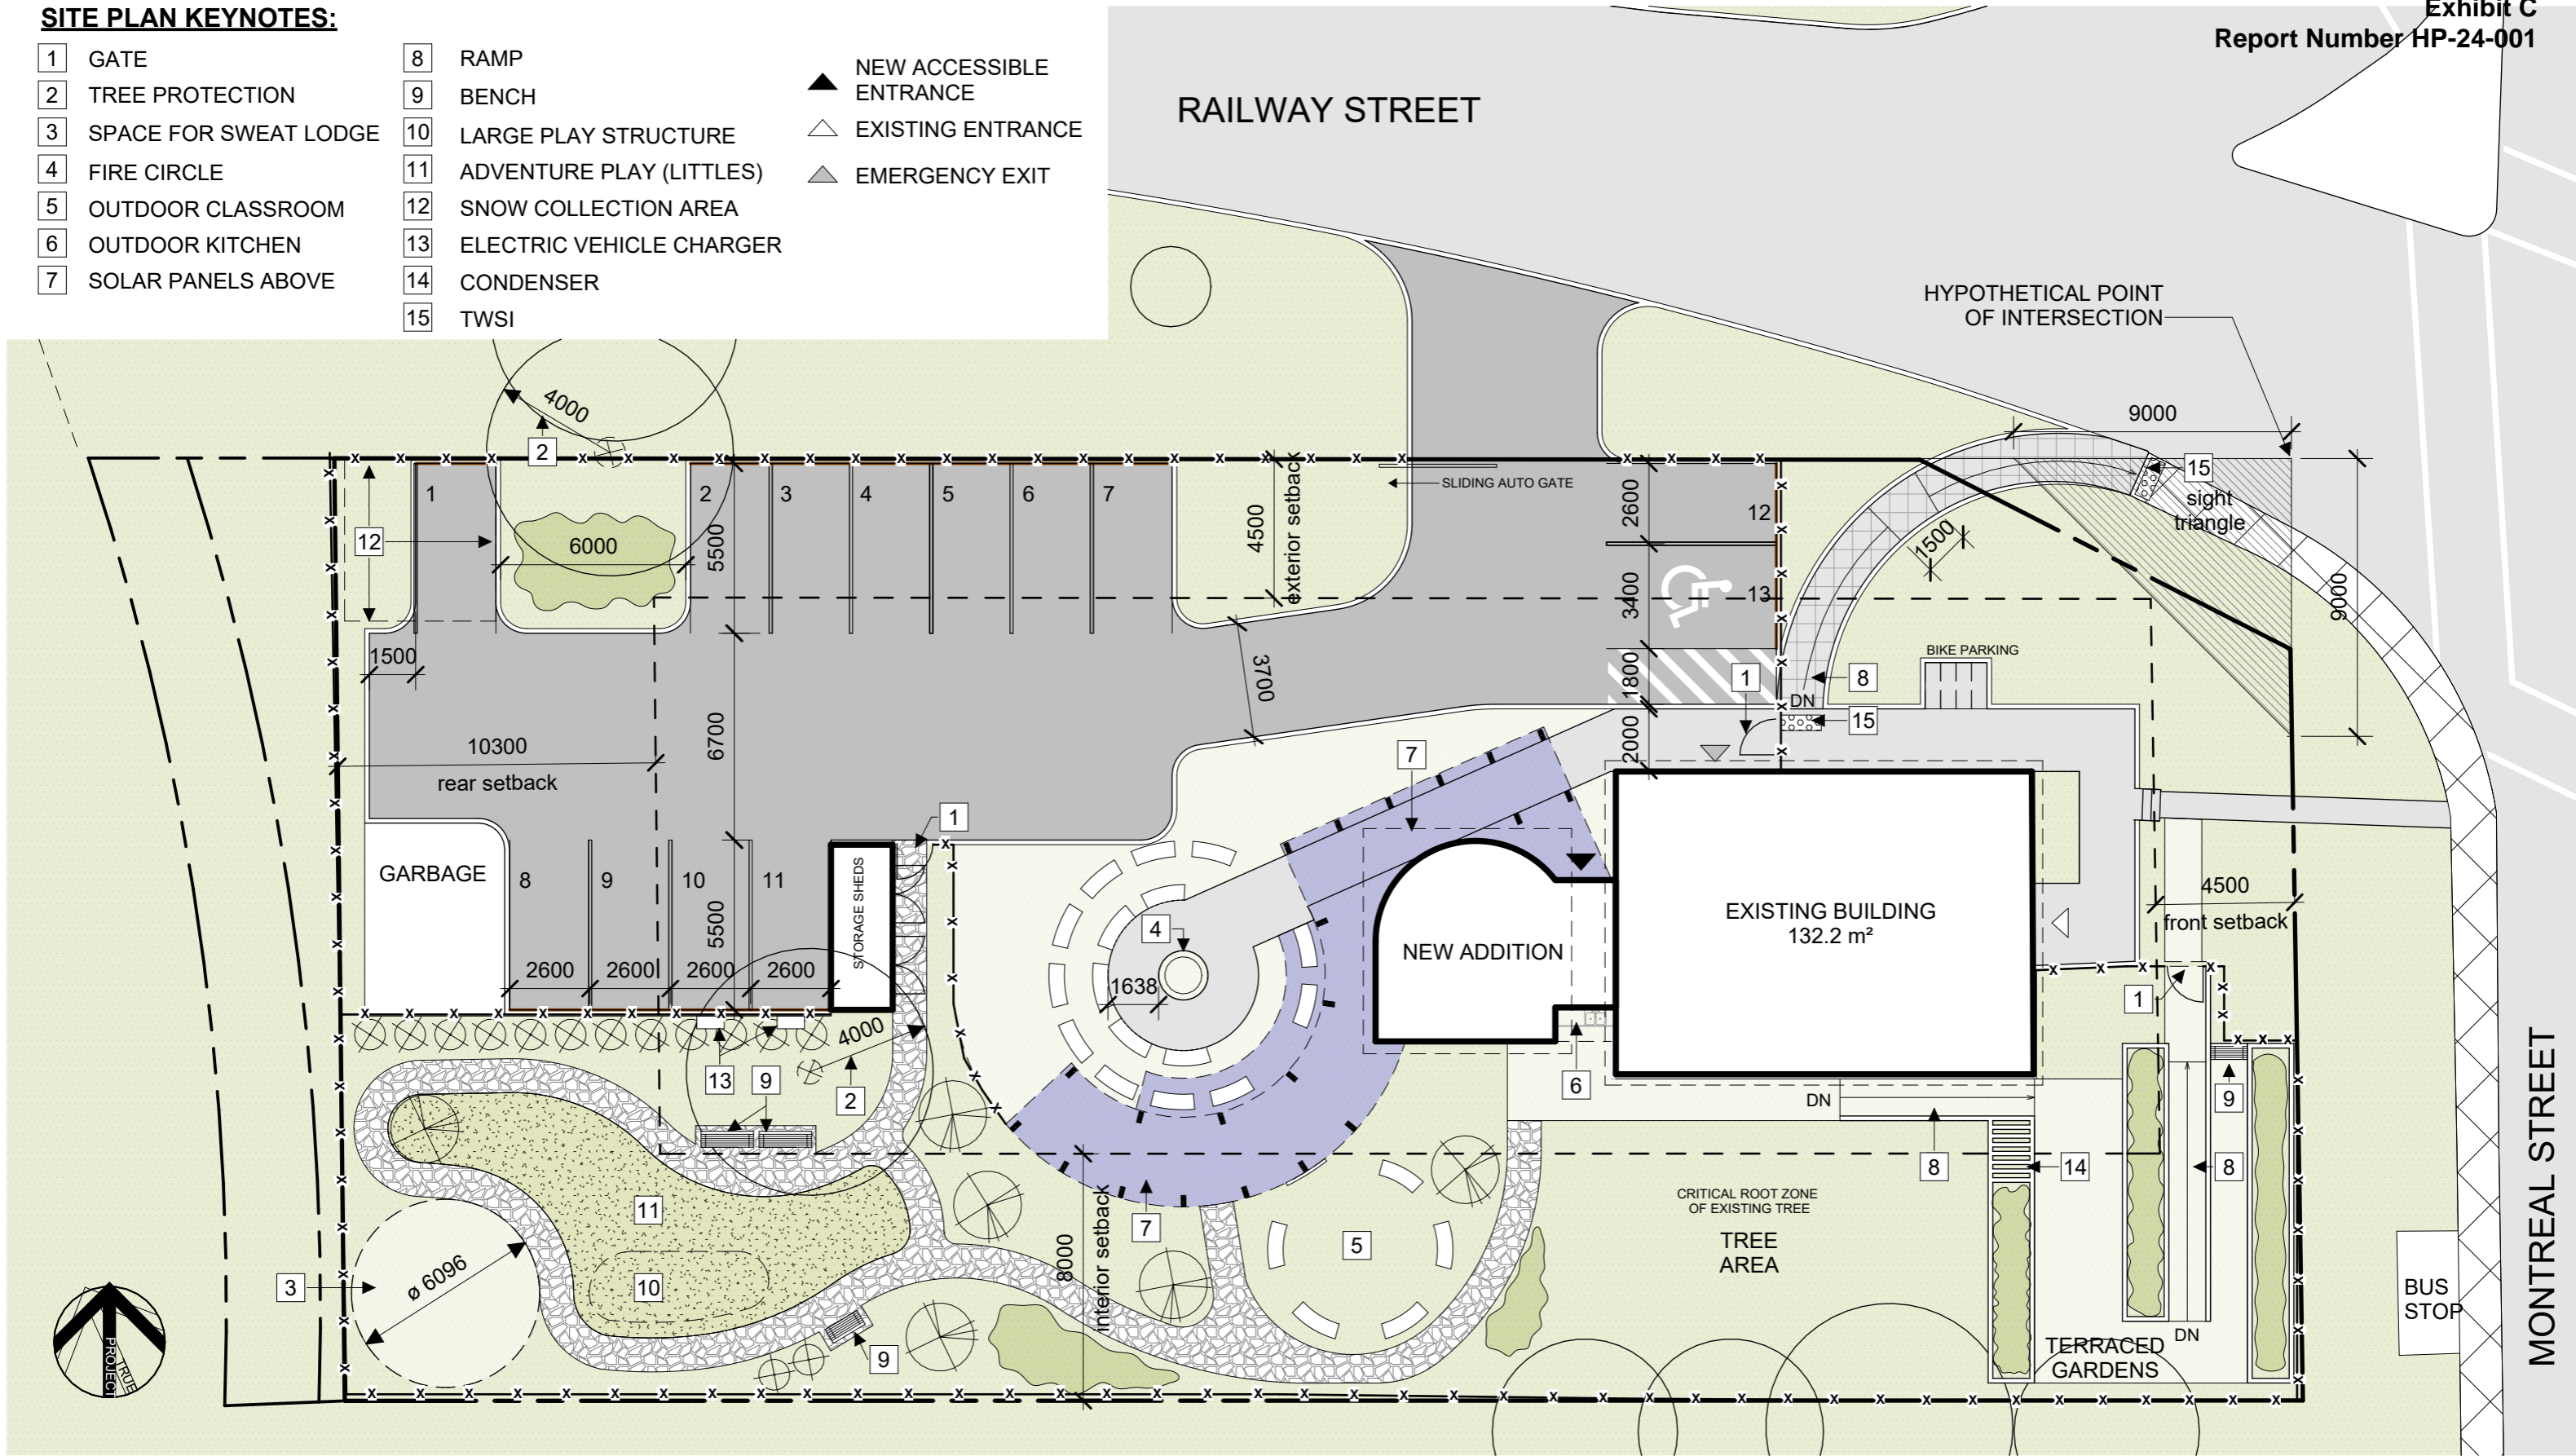 SITE PLAN KEYNOTES:
1 GATE
2 TREE PROTECTION
3 SPACE FOR SWEAT LODGE
4 FIRE CIRCLE
5 OUTDOOR CLASSROOM
6 OUTDOOR KITCHEN
7 SOLAR PANELS ABOVE
8 RAMP
9 BENCH
10 LARGE PLAY STRUCTURE
11 ADVENTURE PLAY (LITTLES)
12 SNOW COLLECTION AREA
13 ELECTRIC VEHICLE CHARGER
14 CONDENSER
15 TWSI
NEW ACCESSIBLE
ENTRANCE
EXISTING ENTRANCE
EMERGENCY EXIT
Exhibit C
Report Number HP-24-001
RAILWAY STREET
HYPOTHETICAL POINT
OF INTERSECTION
9000
4000
2
15
sight
triangle
9000
1
2
3
4
5
6
7
12
6000
5500
4500
exterior setback
SLIDING AUTO GATE
2600
12
3400
13
1800
2000
1500
1500
3700
1
8
DN
15
BIKE PARKING
10300
rear setback
6700
7
1
GARBAGE
8
9
10
11
5500
2600
2600
2600
2600
STORAGE SHEDS
4
1638
NEW ADDITION
EXISTING BUILDING
132.2 m²
4500
front setback
1
4000
13
9
2
6
DN
8
14
8
9
11
10
3
ø 6096
7
8000
interior setback
5
9
CRITICAL ROOT ZONE
OF EXISTING TREE
TREE
AREA
DN
TERRACED
GARDENS
BUS
STOP
MONTREAL STREET
PROJECT
TRUE